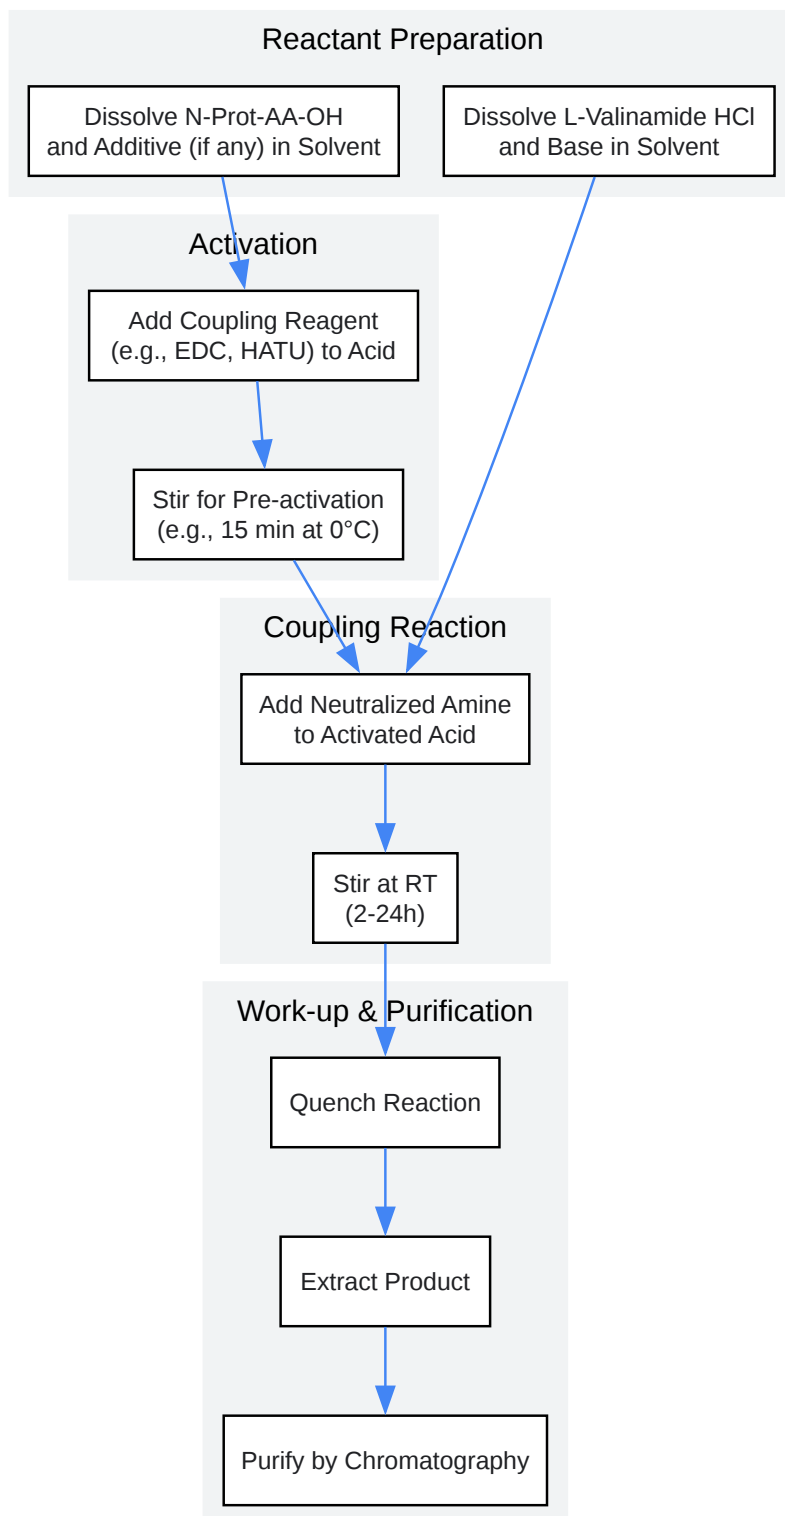 Reactant Preparation
Dissolve N-Prot-AA-OH
and Additive (if any) in Solvent
Dissolve L-Valinamide HCl
and Base in Solvent
Activation
Add Coupling Reagent
(e.g., EDC, HATU) to Acid
Stir for Pre-activation
(e.g., 15 min at 0°C)
Coupling Reaction
Add Neutralized Amine
to Activated Acid
Stir at RT
(2-24h)
Work-up & Purification
Quench Reaction
Extract Product
Purify by Chromatography